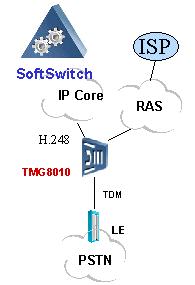 ISP
SoftSwitch
IP Core
RAS
H.248
TMG8010
TDM
LE
PSTN